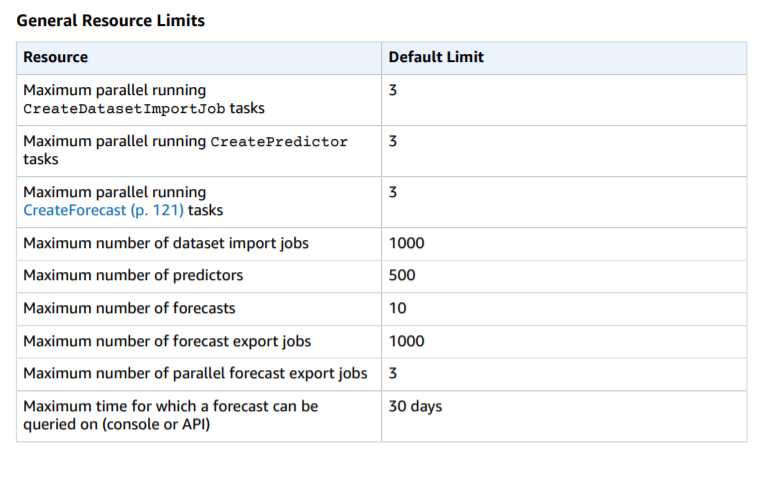 General Resource Limits
Resource Default Limit
Maximum parallel running 3
CreateDatasetImportJob tasks
Maximum parallel running CreatePredictor 3
tasks
Maximum parallel running 3
CreateForecast (p. 121) tasks
Maximum number of dataset import jobs 1000
Maximum number of predictors 500
Maximum number of forecasts 10
Maximum number of forecast export jobs 1000
Maximum number of parallel forecast export jobs 3
Maximum time for which a forecast can be 30 days
queried on (console or API)